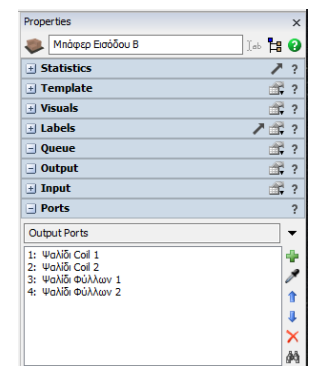 Properties x
Μπάφερ Εισόδου Β
Statistics ?
Template ?
Visuals ?
Labels ?
Queue ?
Output ?
Input ?
Ports ?
Output Ports
1: Ψαλίδι Coil 1
2: Ψαλίδι Coil 2
3: Ψαλίδι Φύλλων 1
4: Ψαλίδι Φύλλων 2